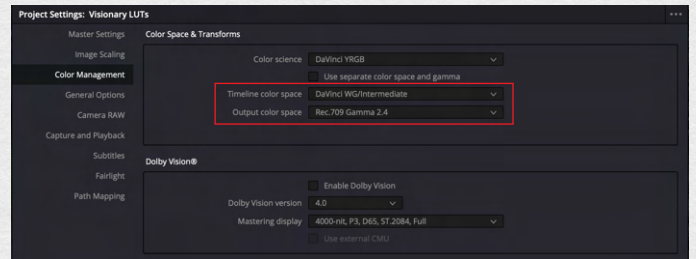 Project Settings: Visionary LUTs
Master Settings
Image Scaling
Color Management
General Options
Camera RAW
Capture and Playback
Subtitles
Fairlight
Path Mapping
Color Space & Transforms
Color science DaVinci YRGB
Use separate color space and gamma
Timeline color space DaVinci WG/Intermediate
Output color space Rec.709 Gamma 2.4
Dolby Vision®
Enable Dolby Vision
Dolby Vision version 4.0
Mastering display 4000-nit, P3, D65, ST.2084, Full
Use external CMU